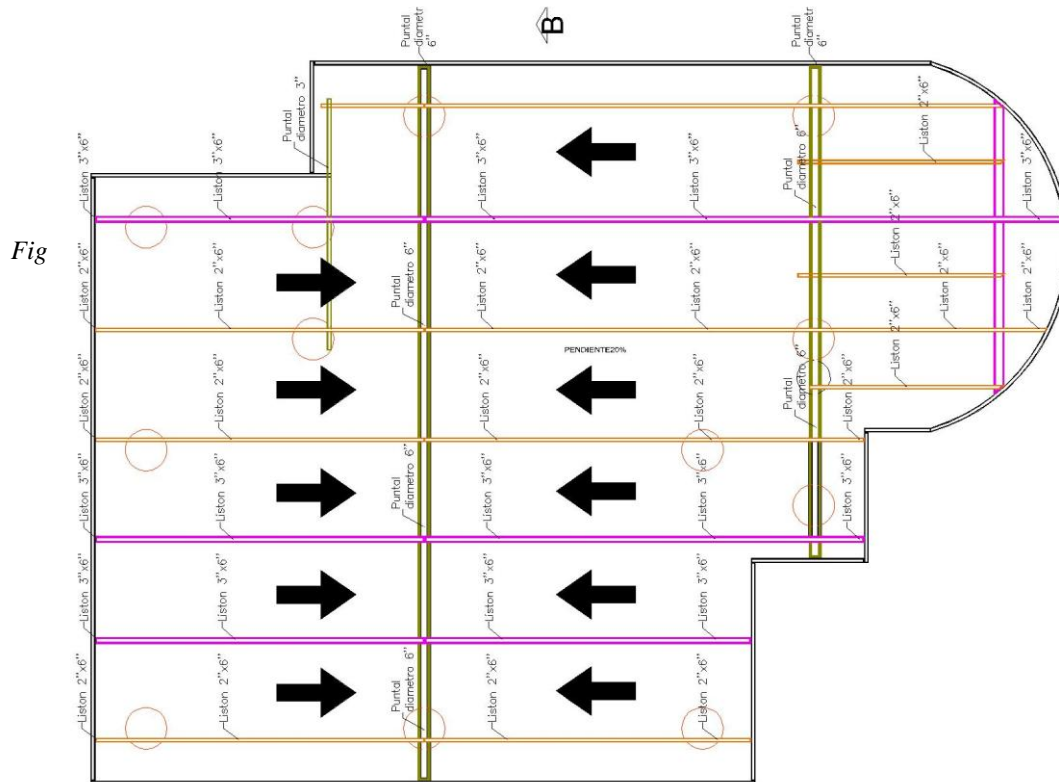 Puntal
diametr
6"
B
Puntal
diametro
6"
Puntal
diametro 3"
Liston 2"x6"
Liston 3"x6"
Liston 3"x6"
Liston 3"x6"
Liston 3"x6"
Puntal
diametro 6"
Liston 3"x6"
Fig
Liston 2"x6"
Liston 2"x6"
Puntal
diametro 6"
Liston 2"x6"
Liston 2"x6"
Liston 2"x6"
Liston 2"x6"
Liston 2"x6"
PENDIENTE20%
Liston 2"x6"
Liston 2"x6"
Liston 2"x6"
Liston 2"x6"
Liston 2"x6"
Puntal
diametro 6"
Liston 2"x6"
Liston 2"x6"
Liston 3"x6"
Liston 3"x6"
Puntal
diametro 6"
Liston 3"x6"
Liston 3"x6"
Liston 3"x6"
Liston 3"x6"
Liston 3"x6"
Liston 3"x6"
Liston 3"x6"
Liston 2"x6"
Liston 2"x6"
Puntal
diametro 6"
Liston 2"x6"
Liston 2"x6"